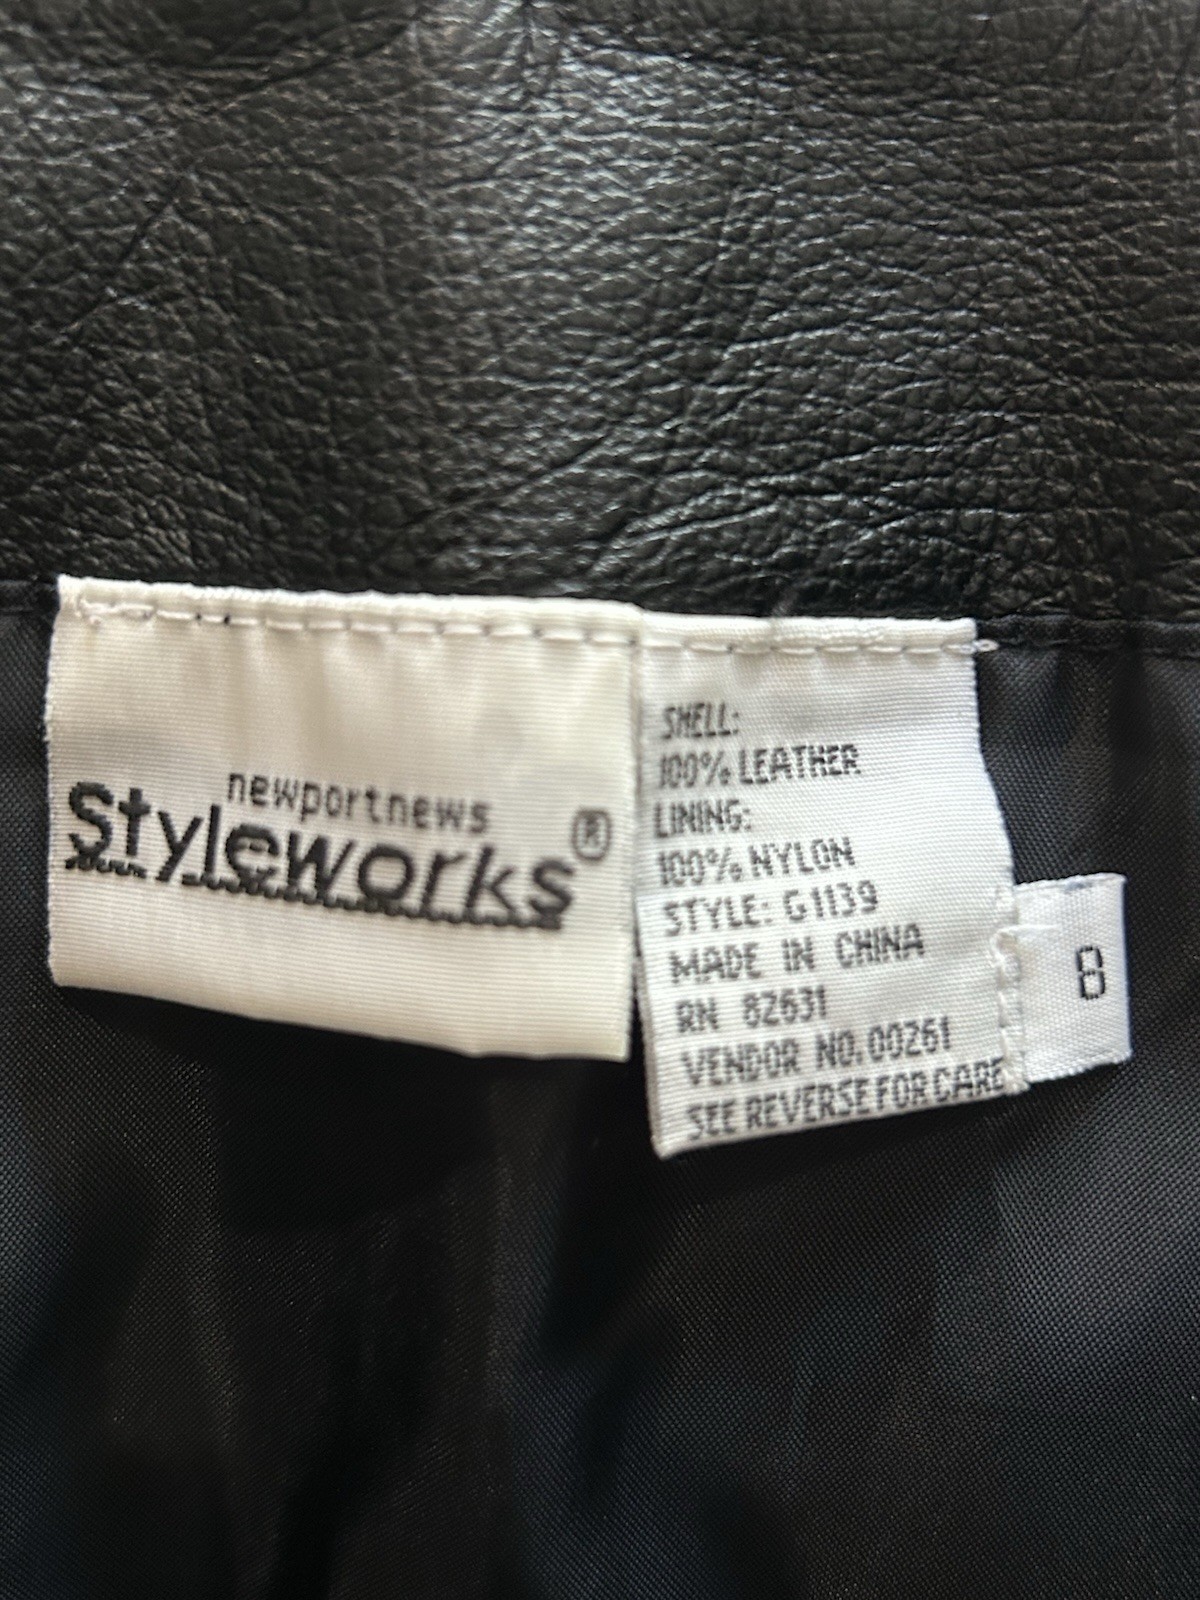 newportnews
Styleworks®
SHELL:
100% LEATHER
LINING:
100% NYLON
STYLE: G1139
MADE IN CHINA
RN 82631
VENDOR NO. 00261
SEE REVERSE FOR CARE
8